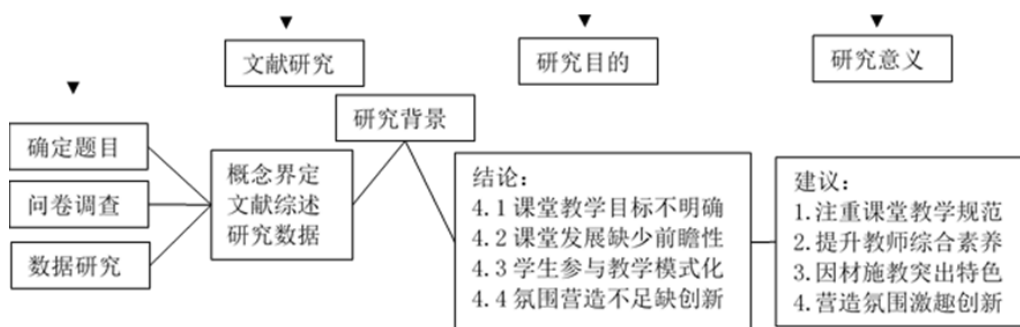 文献研究
研究目的
研究意义
研究背景
确定题目
问卷调查
数据研究
概念界定
文献综述
研究数据
结论：
4.1课堂教学目标不明确
4.2课堂发展缺少前瞻性
4.3学生参与教学模式化
4.4氛围营造不足缺创新
建议：
1.注重课堂教学规范
2.提升教师综合素养
3.因材施教突出特色
4.营造氛围激趣创新